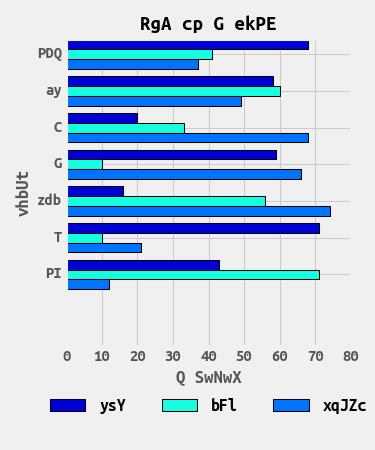 RgA cp G ekPE
vhbUt
PDQ
ay
C
G
zdb
T
PI
0 10 20 30 40 50 60 70 80
Q SwNwX
ysY bFl xqJZc